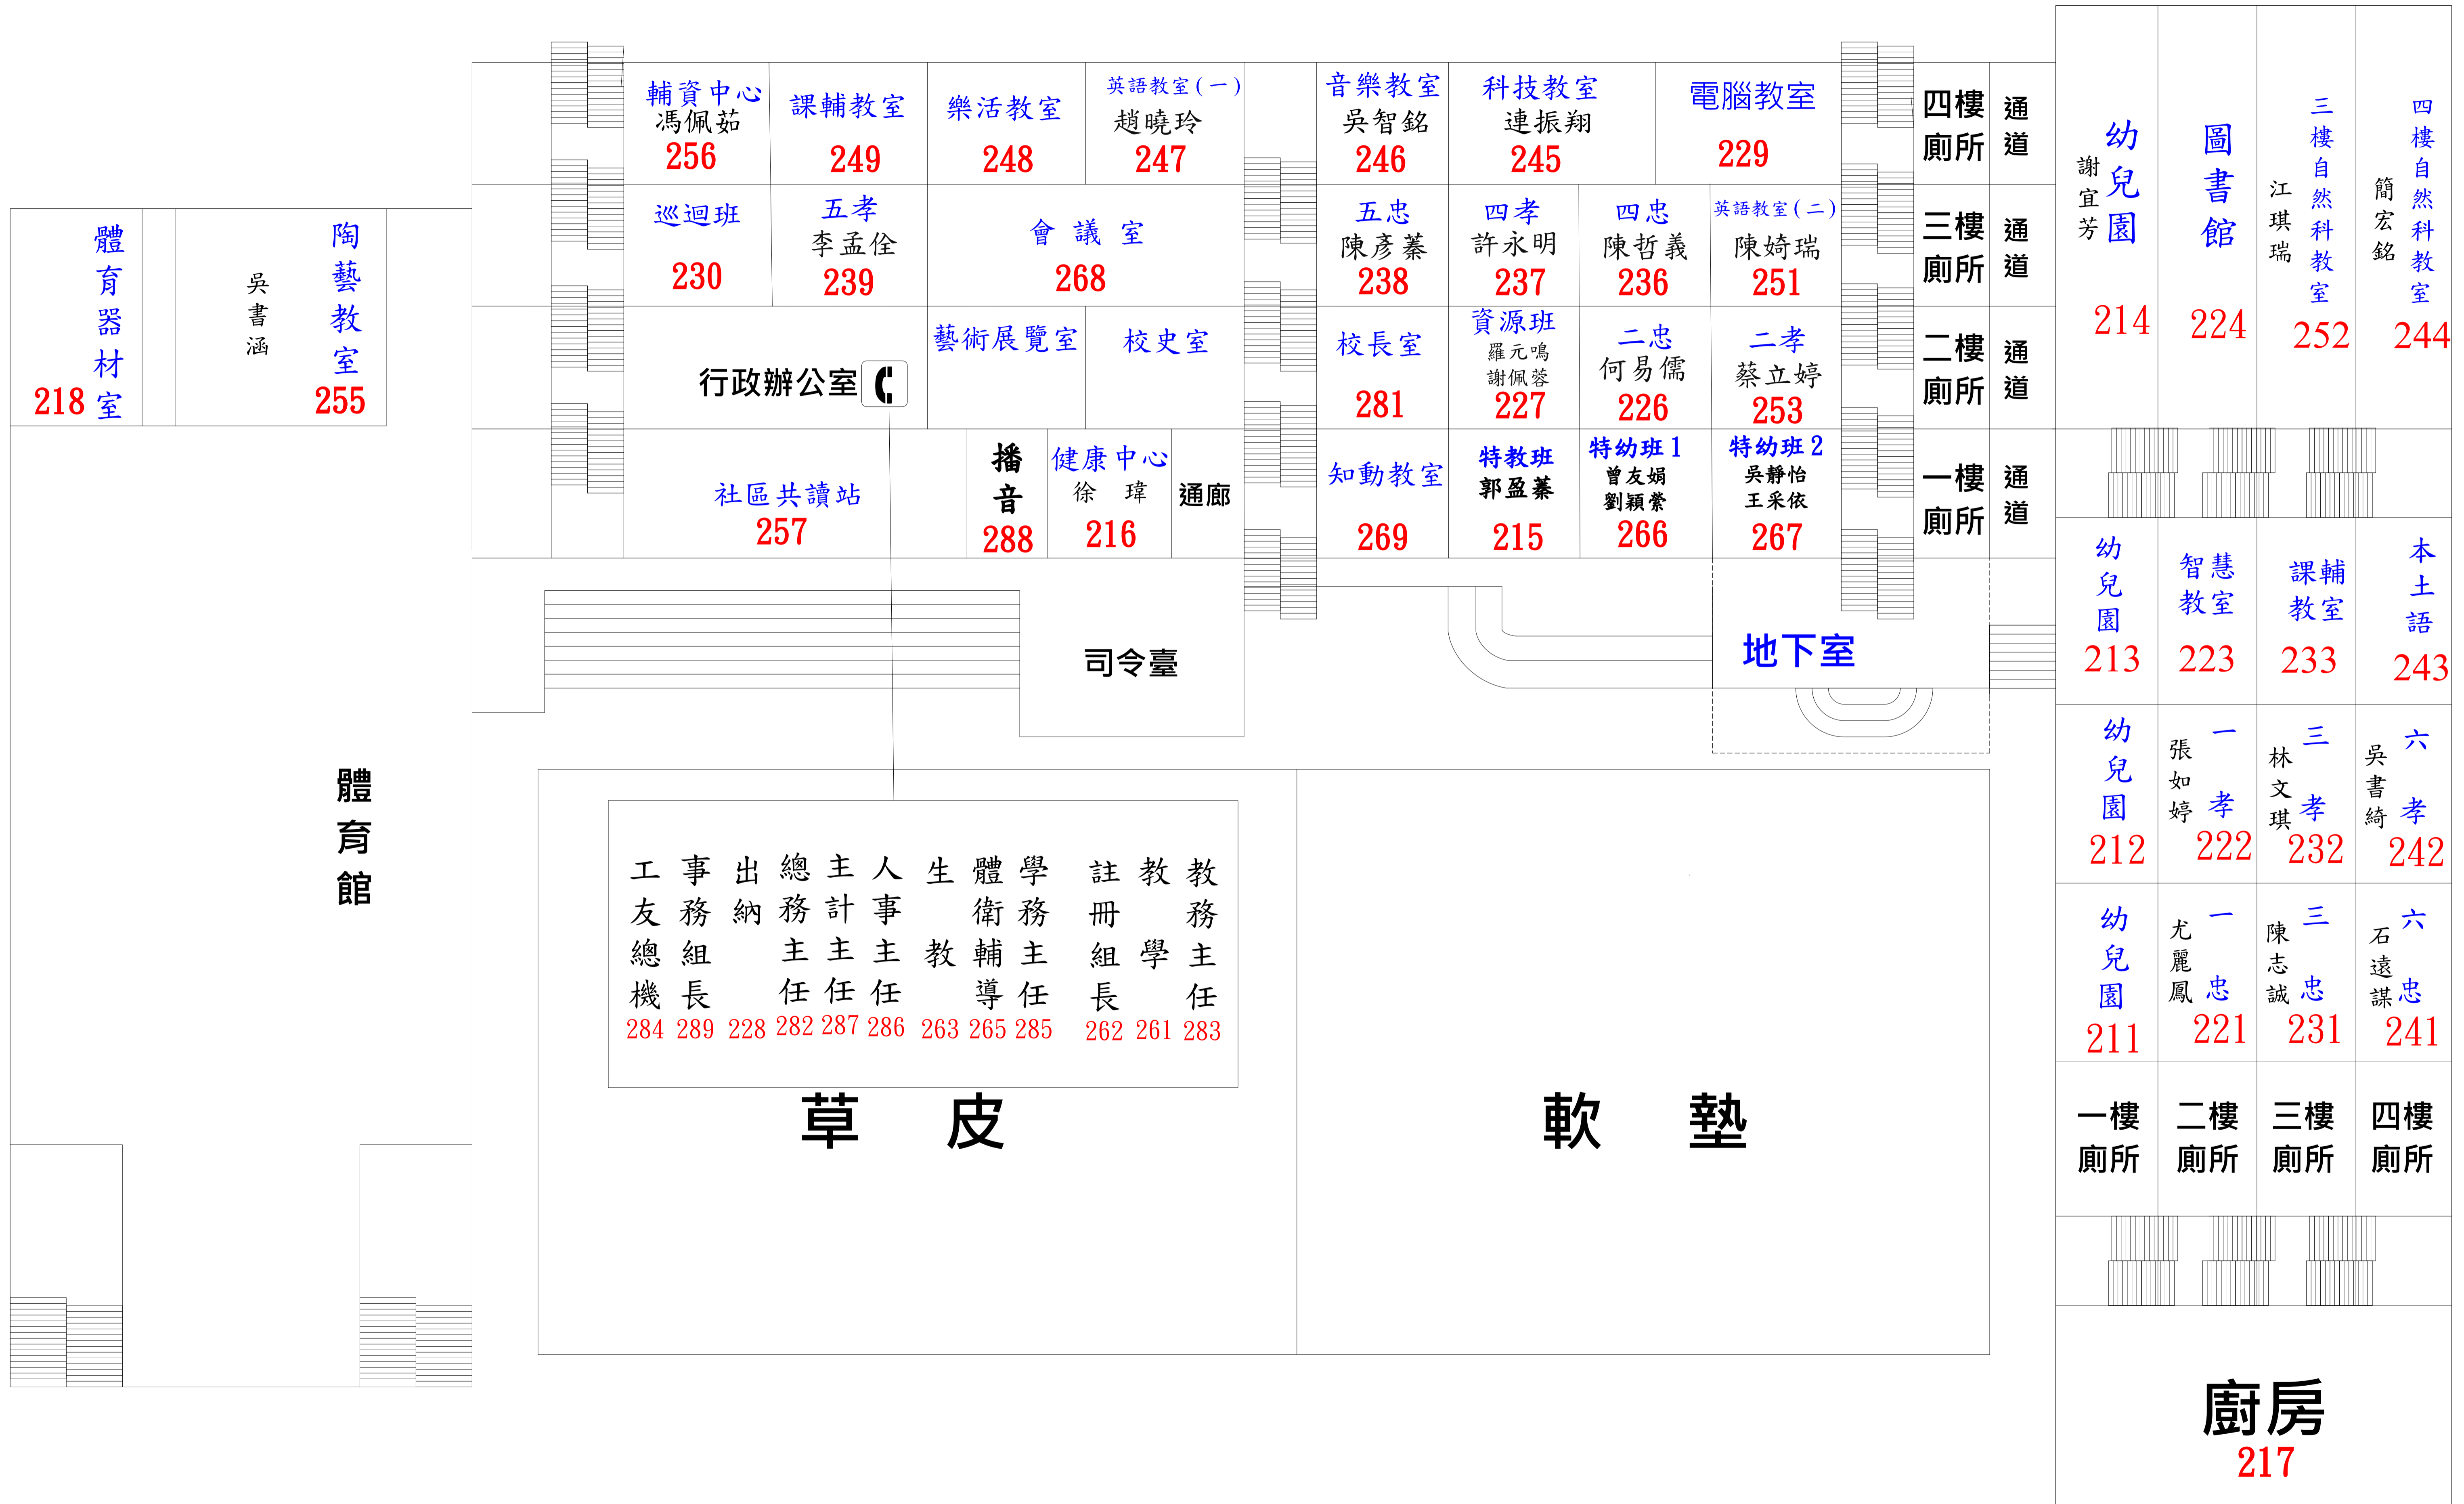 輔資中心
馮佩茹
256
課輔教室
249
樂活教室
248
英語教室(一)
趙曉玲
247
音樂教室
吳智銘
246
科技教室
連振翔
245
電腦教室
229
四樓
廁所
通道
巡迴班
230
五孝
李孟佺
239
會議室
268
五忠
陳彥蓁
238
四孝
許永明
237
四忠
陳哲義
236
英語教室(二)
陳婍瑞
251
三樓
廁所
通道
行政辦公室
藝術展覽室
校史室
校長室
281
資源班
羅元鳴
謝佩蓉
227
二忠
何易儒
226
二孝
蔡立婷
253
二樓
廁所
通道
社區共讀站
257
播音
288
健康中心
徐瑋
216
通廊
知動教室
269
特教班
郭盈蓁
215
特幼班1
曾友娟
劉穎縈
266
特幼班2
吳靜怡
王采依
267
一樓
廁所
通道
體育器材室
218
陶藝教室
吳書涵
255
體育館
司令臺
地下室
幼兒園
謝宜芳
214
圖書館
224
三樓自然科教室
江琪瑞
252
四樓自然科教室
簡宏銘
244
幼兒園
213
智慧
教室
223
課輔
教室
233
本土語
243
幼兒園
212
一孝
張如婷
222
三孝
林文琪
232
六孝
吳書綺
242
幼兒園
211
一忠
尤麗鳳
221
三忠
陳志誠
231
六忠
石遠謀
241
一樓
廁所
二樓
廁所
三樓
廁所
四樓
廁所
廚房
217
工友總機
284
事務組長
289
出納
228
總務主任
282
主計主任
287
人事主任
286
生教
263
體衛輔導
265
學務主任
285
註冊組長
262
教學
261
教務主任
283
草皮
軟墊